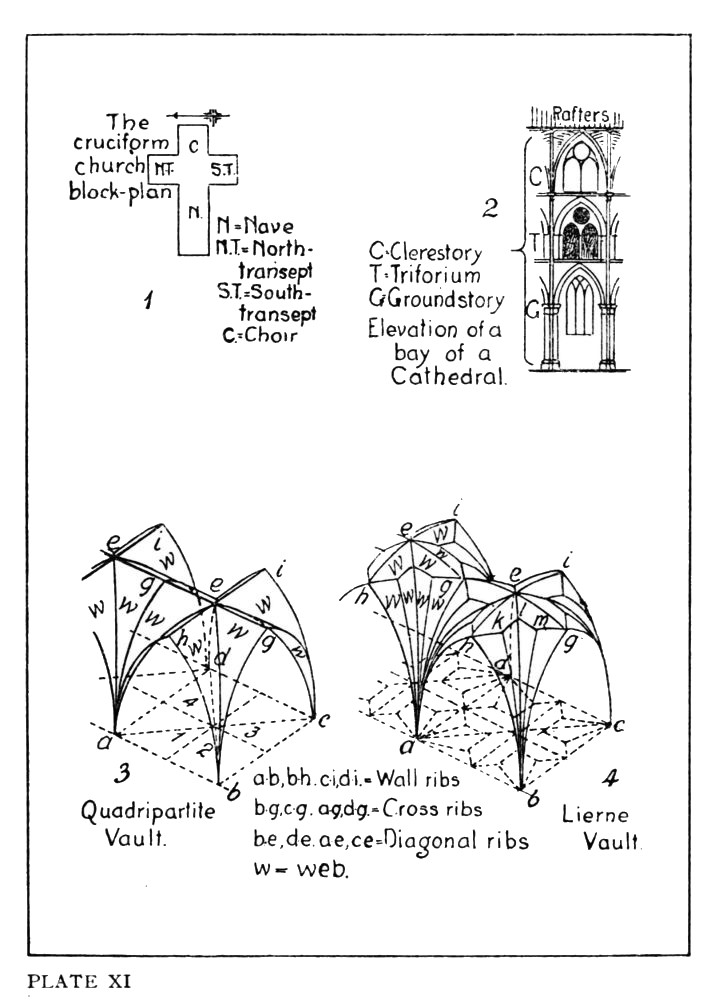 The
cruciform
church
block-plan
C
N.T.
S.T.
N.
N=Nave
N.T.=North-
transept
S.T.=South-
transept
C.=Choir
1
Rafters
C
T
G
2
C.Clerestory
T.Triforium
G.Groundstory
Elevation of a
bay of a
Cathedral.
e
i
w
g
e
i
w
w
w
w
w
h
w
w
g
w
d
4
a
1
2
3
c
b
3
Quadripartite
Vault.
i
e
w
w
w
w
h
w
w
w
w
g
e
i
k
l
m
h
g
d
a
c
b
4
Lierne
Vault.
a.b, b.h. c.i, d.i. = Wall ribs
b.g, c.g. a.g, d.g. = Cross ribs
b.e, d.e. a.e, c.e = Diagonal ribs
w = web.
PLATE XI